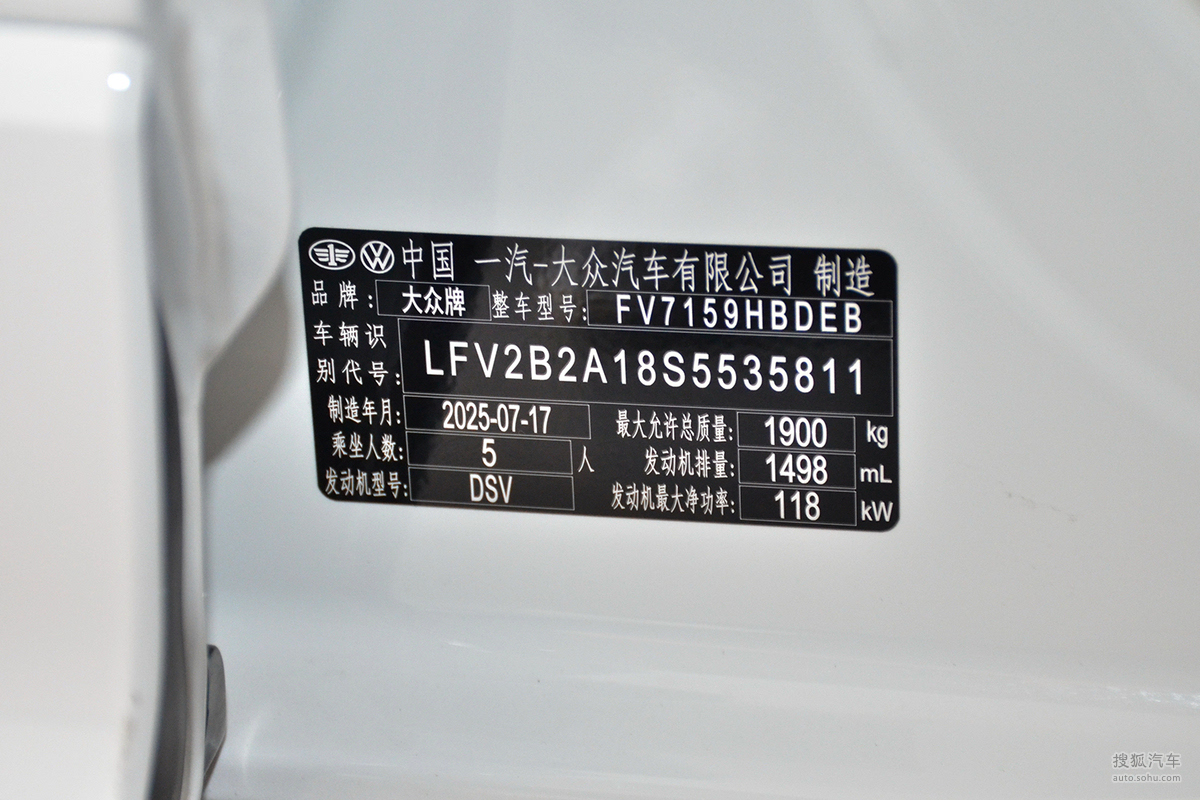 中国 一汽-大众汽车有限公司 制造
品牌: 大众牌 整车型号: FV7159HBDEB
车辆识
别代号: LFV2B2A18S5535811
制造年月: 2025-07-17 最大允许总质量: 1900 kg
乘坐人数: 5 人 发动机排量: 1498 mL
发动机型号: DSV 发动机最大净功率: 118 kW
搜狐汽车
auto.sohu.com